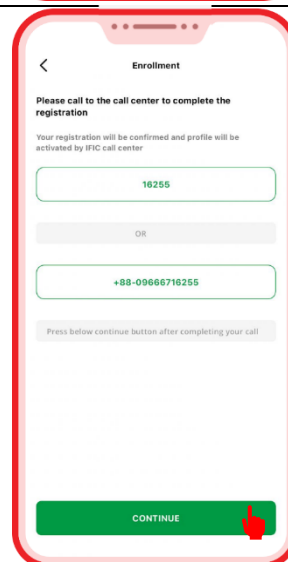 Enrollment
Please call to the call center to complete the
registration
Your registration will be confirmed and profile will be
activated by IFIC call center
16255
OR
+88-09666716255
Press below continue button after completing your call
CONTINUE